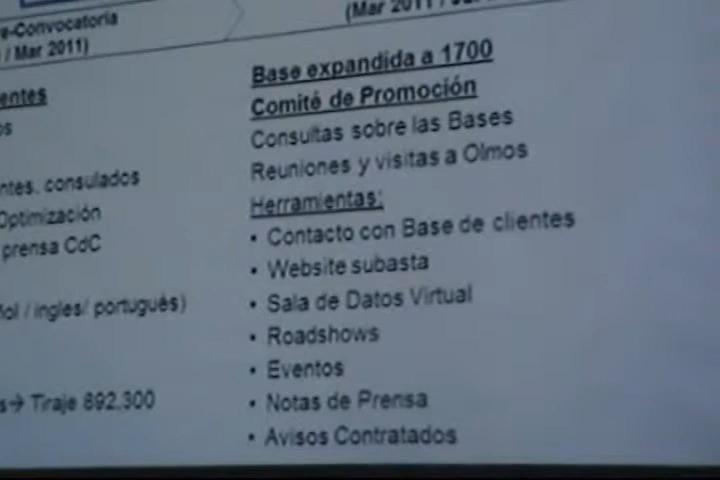 e-Convocatoria
/ Mar 2011)
(Mar 2011 /
entes
os
ntes, consulados
Optimización
prensa CdC
ñol / ingles/ portugués)
s→ Tiraje 892,300
Base expandida a 1700
Comité de Promoción
Consultas sobre las Bases
Reuniones y visitas a Olmos
Herramientas:
• Contacto con Base de clientes
• Website subasta
• Sala de Datos Virtual
• Roadshows
• Eventos
• Notas de Prensa
• Avisos Contratados